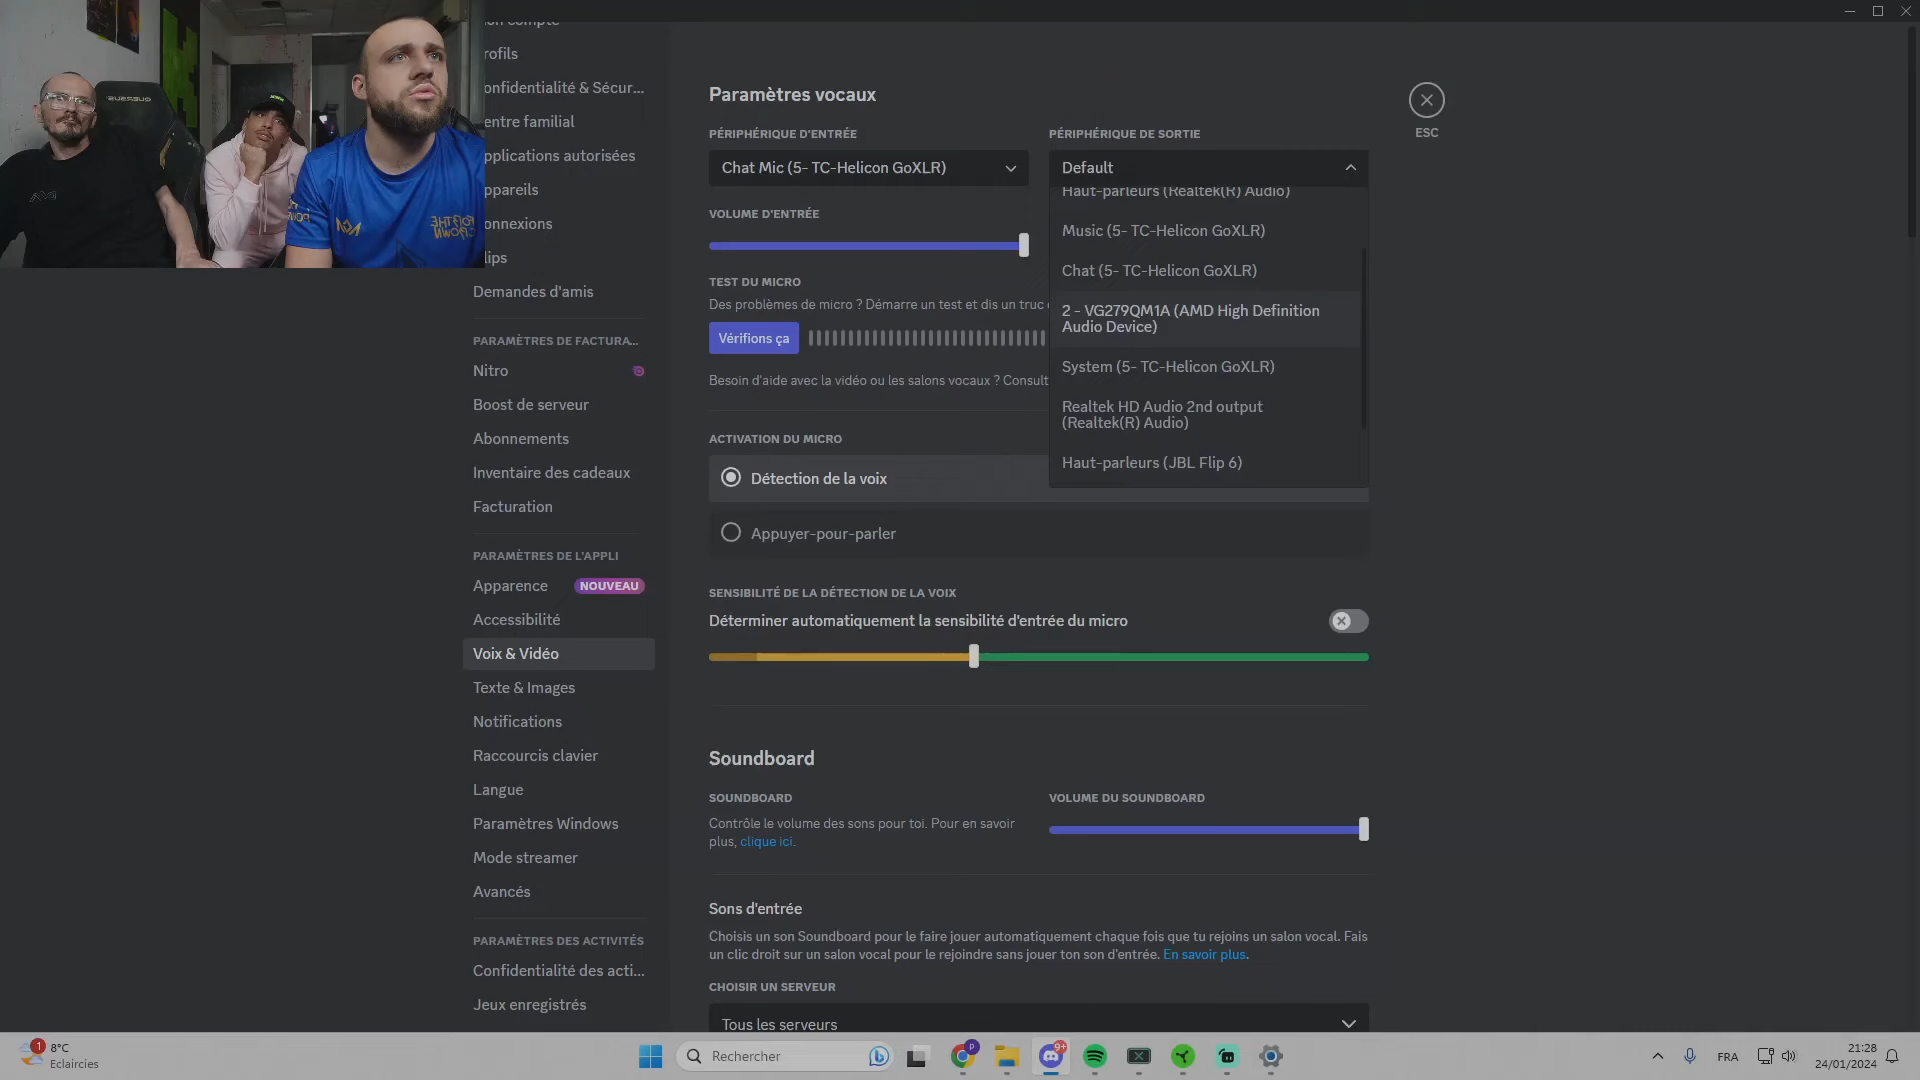 on compte
rofils
onfidentialité & Sécur...
entre familial
pplications autorisées
ppareils
onnexions
lips
Demandes d'amis
PARAMÈTRES DE FACTURA...
Nitro
Boost de serveur
Abonnements
Inventaire des cadeaux
Facturation
PARAMÈTRES DE L'APPLI
Apparence
NOUVEAU
Accessibilité
Voix & Vidéo
Texte & Images
Notifications
Raccourcis clavier
Langue
Paramètres Windows
Mode streamer
Avancés
PARAMÈTRES DES ACTIVITÉS
Confidentialité des acti...
Jeux enregistrés
Paramètres vocaux
PÉRIPHÉRIQUE D'ENTRÉE
Chat Mic (5- TC-Helicon GoXLR)
VOLUME D'ENTRÉE
TEST DU MICRO
Des problèmes de micro ? Démarre un test et dis un truc
Vérifions ça
Besoin d'aide avec la vidéo ou les salons vocaux ? Consult
PÉRIPHÉRIQUE DE SORTIE
Default
Haut-parleurs (Realtek(R) Audio)
Music (5- TC-Helicon GoXLR)
Chat (5- TC-Helicon GoXLR)
2 - VG279QM1A (AMD High Definition
Audio Device)
System (5- TC-Helicon GoXLR)
Realtek HD Audio 2nd output
(Realtek(R) Audio)
Haut-parleurs (JBL Flip 6)
ESC
ACTIVATION DU MICRO
Détection de la voix
Appuyer-pour-parler
SENSIBILITÉ DE LA DÉTECTION DE LA VOIX
Déterminer automatiquement la sensibilité d'entrée du micro
Soundboard
SOUNDBOARD
Contrôle le volume des sons pour toi. Pour en savoir
plus, clique ici.
VOLUME DU SOUNDBOARD
Sons d'entrée
Choisis un son Soundboard pour le faire jouer automatiquement chaque fois que tu rejoins un salon vocal. Fais
un clic droit sur un salon vocal pour le rejoindre sans jouer ton son d'entrée. En savoir plus.
CHOISIR UN SERVEUR
Tous les serveurs
1
8°C
Eclaircies
Rechercher
P
9+
FRA
21:28
24/01/2024